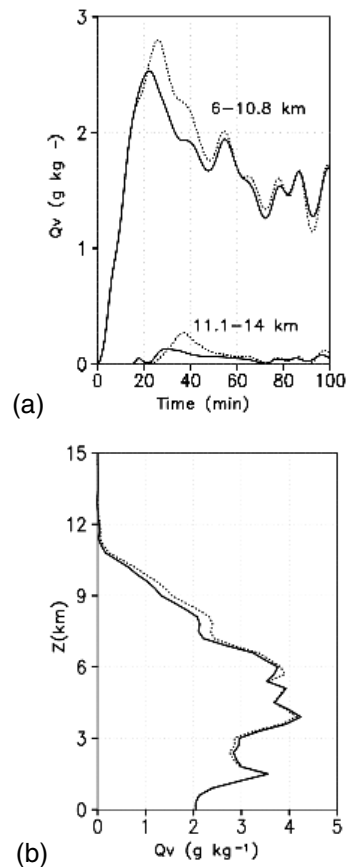 3
2
1
0
Qv (g kg⁻¹)
6–10.8 km
11.1–14 km
0 20 40 60 80 100
Time (min)
(a)
15
12
9
6
3
0
Z(km)
0 1 2 3 4 5
Qv (g kg⁻¹)
(b)